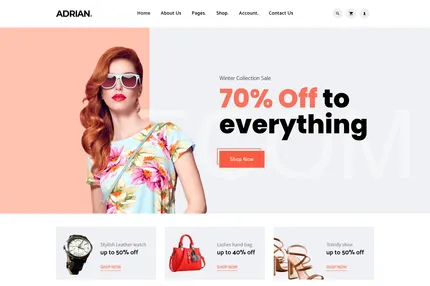 ADRIAN.
Home About Us Pages. Shop. Account. Contact Us
Winter Collection Sale
70% Off to
everything
Shop Now
Stylish Leather watch
up to 50% off
SHOP NOW
Ladies hand bag
up to 40% off
SHOP NOW
Trendy shoe
up to 50% off
SHOP NOW